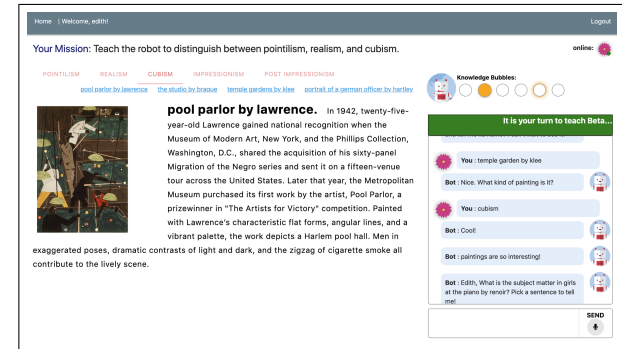 Home | Welcome, edith!
Logout
Your Mission: Teach the robot to distinguish between pointilism, realism, and cubism.
online:
POINTILISM REALISM CUBISM IMPRESSIONISM POST IMPRESSIONISM
pool parlor by lawrence the studio by braque temple gardens by klee portrait of a german officer by hartley
pool parlor by lawrence. In 1942, twenty-five-
year-old Lawrence gained national recognition when the
Museum of Modern Art, New York, and the Phillips Collection,
Washington, D.C., shared the acquisition of his sixty-panel
Migration of the Negro series and sent it on a fifteen-venue
tour across the United States. Later that year, the Metropolitan
Museum purchased its first work by the artist, Pool Parlor, a
prizewinner in "The Artists for Victory" competition. Painted
with Lawrence's characteristic flat forms, angular lines, and a
vibrant palette, the work depicts a Harlem pool hall. Men in
exaggerated poses, dramatic contrasts of light and dark, and the zigzag of cigarette smoke all
contribute to the lively scene.
Knowledge Bubbles:
It is your turn to teach Beta...
You : temple garden by klee
Bot : Nice. What kind of painting is it?
You : cubism
Bot : Cool!
Bot : paintings are so interesting!
Bot : Edith, What is the subject matter in girls
at the piano by renoir? Pick a sentence to tell
me!
SEND